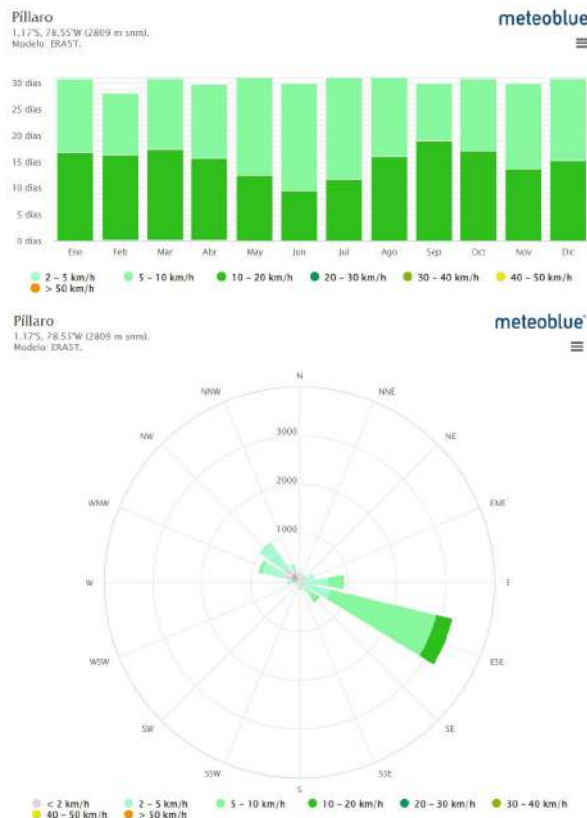 Píllaro
meteoblue
1.17°S, 78.55°W (2809 m snm).
Modelo: ERA5T.
30 días
25 días
20 días
15 días
10 días
5 días
0 días
Ene Feb Mar Abr May Jun Jul Ago Sep Oct Nov Dic
2 - 5 km/h 5 - 10 km/h 10 - 20 km/h 20 - 30 km/h 30 - 40 km/h 40 - 50 km/h
> 50 km/h
Píllaro
meteoblue®
1.17°S, 78.55°W (2809 m snm).
Modelo: ERA5T.
N
NNW NNE
NW NE
3000
2000
WNW ENE
1000
W E
WSW ESE
SW SE
SSW SSE
S
< 2 km/h 2 - 5 km/h 5 - 10 km/h 10 - 20 km/h 20 - 30 km/h 30 - 40 km/h
40 - 50 km/h > 50 km/h